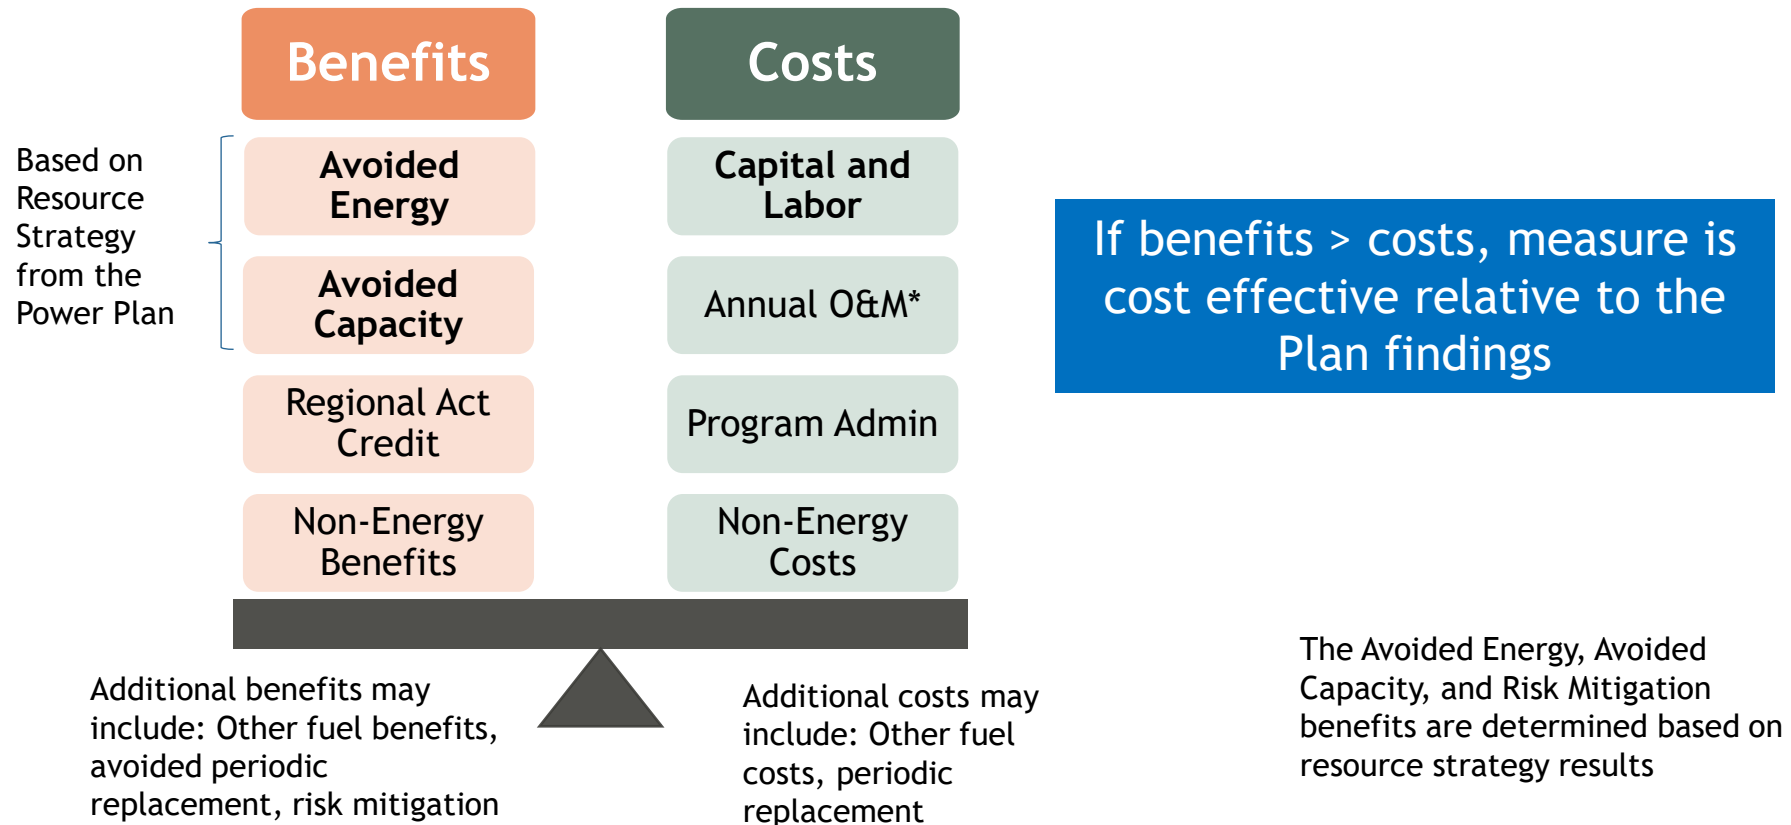 Benefits
Costs
Based on
Resource
Strategy
from the
Power Plan
Avoided
Energy
Avoided
Capacity
Regional Act
Credit
Non-Energy
Benefits
Capital and
Labor
Annual O&M*
Program Admin
Non-Energy
Costs
If benefits > costs, measure is
cost effective relative to the
Plan findings
Additional benefits may
include: Other fuel benefits,
avoided periodic
replacement, risk mitigation
Additional costs may
include: Other fuel
costs, periodic
replacement
The Avoided Energy, Avoided
Capacity, and Risk Mitigation
benefits are determined based on
resource strategy results